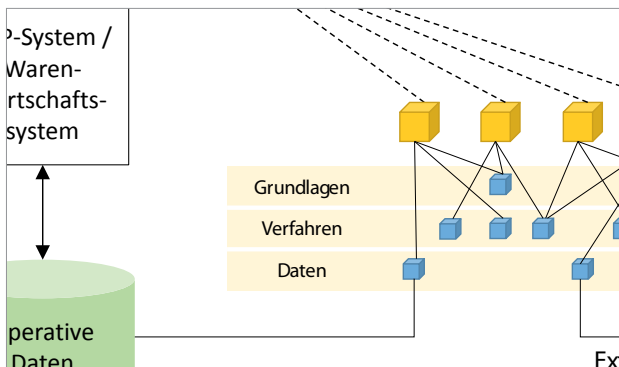 P-System /
Waren-
rtschafts-
system
Grundlagen
Verfahren
Daten
perative
Daten
Ex